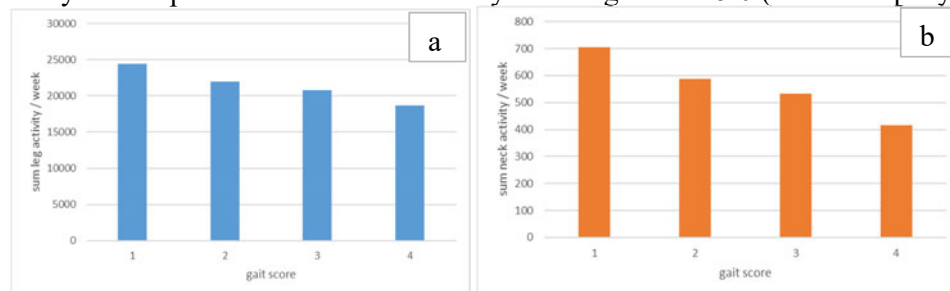 a
30000
25000
20000
15000
10000
5000
0
sum leg activity / week
1 2 3 4
gait score
b
800
700
600
500
400
300
200
100
0
sum neck activity / week
1 2 3 4
gait score